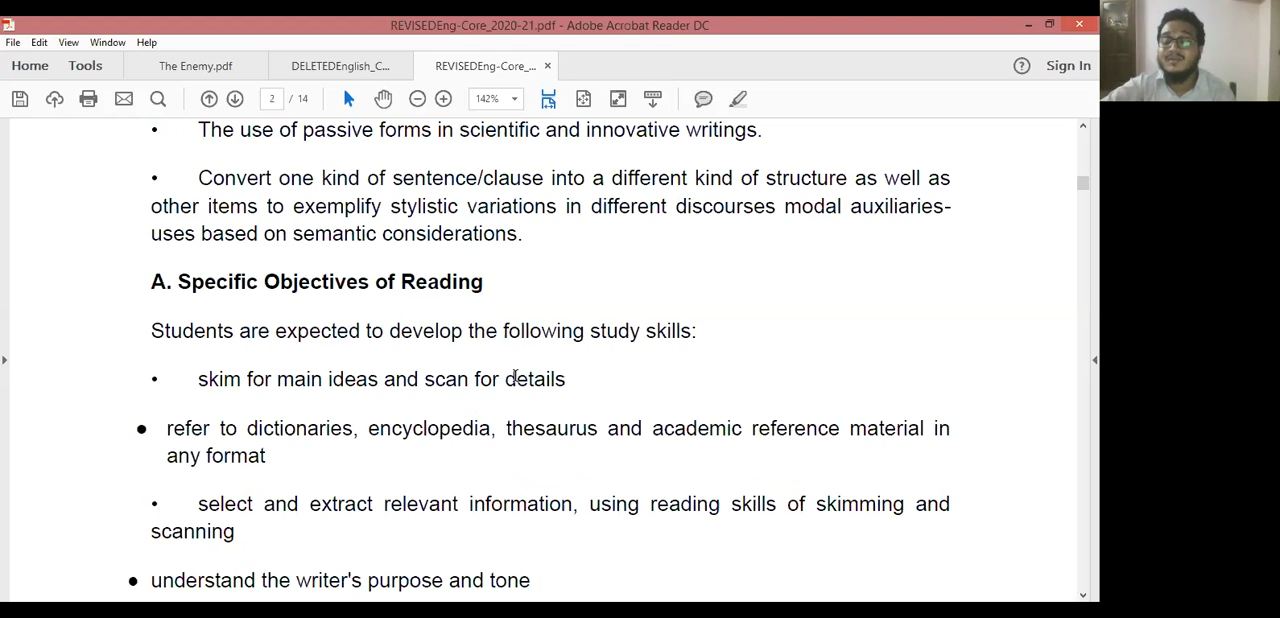 REVISEDEng-Core_2020-21.pdf - Adobe Acrobat Reader DC
File Edit View Window Help
Home Tools The Enemy.pdf DELETEDEnglish_C... REVISEDEng-Core_... ×
? Sign In
2 / 14 142%
• The use of passive forms in scientific and innovative writings.
• Convert one kind of sentence/clause into a different kind of structure as well as
other items to exemplify stylistic variations in different discourses modal auxiliaries-
uses based on semantic considerations.
A. Specific Objectives of Reading
Students are expected to develop the following study skills:
• skim for main ideas and scan for details
● refer to dictionaries, encyclopedia, thesaurus and academic reference material in
any format
• select and extract relevant information, using reading skills of skimming and
scanning
● understand the writer's purpose and tone